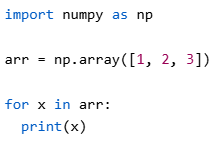 import numpy as np

arr = np.array([1, 2, 3])

for x in arr:
  print(x)